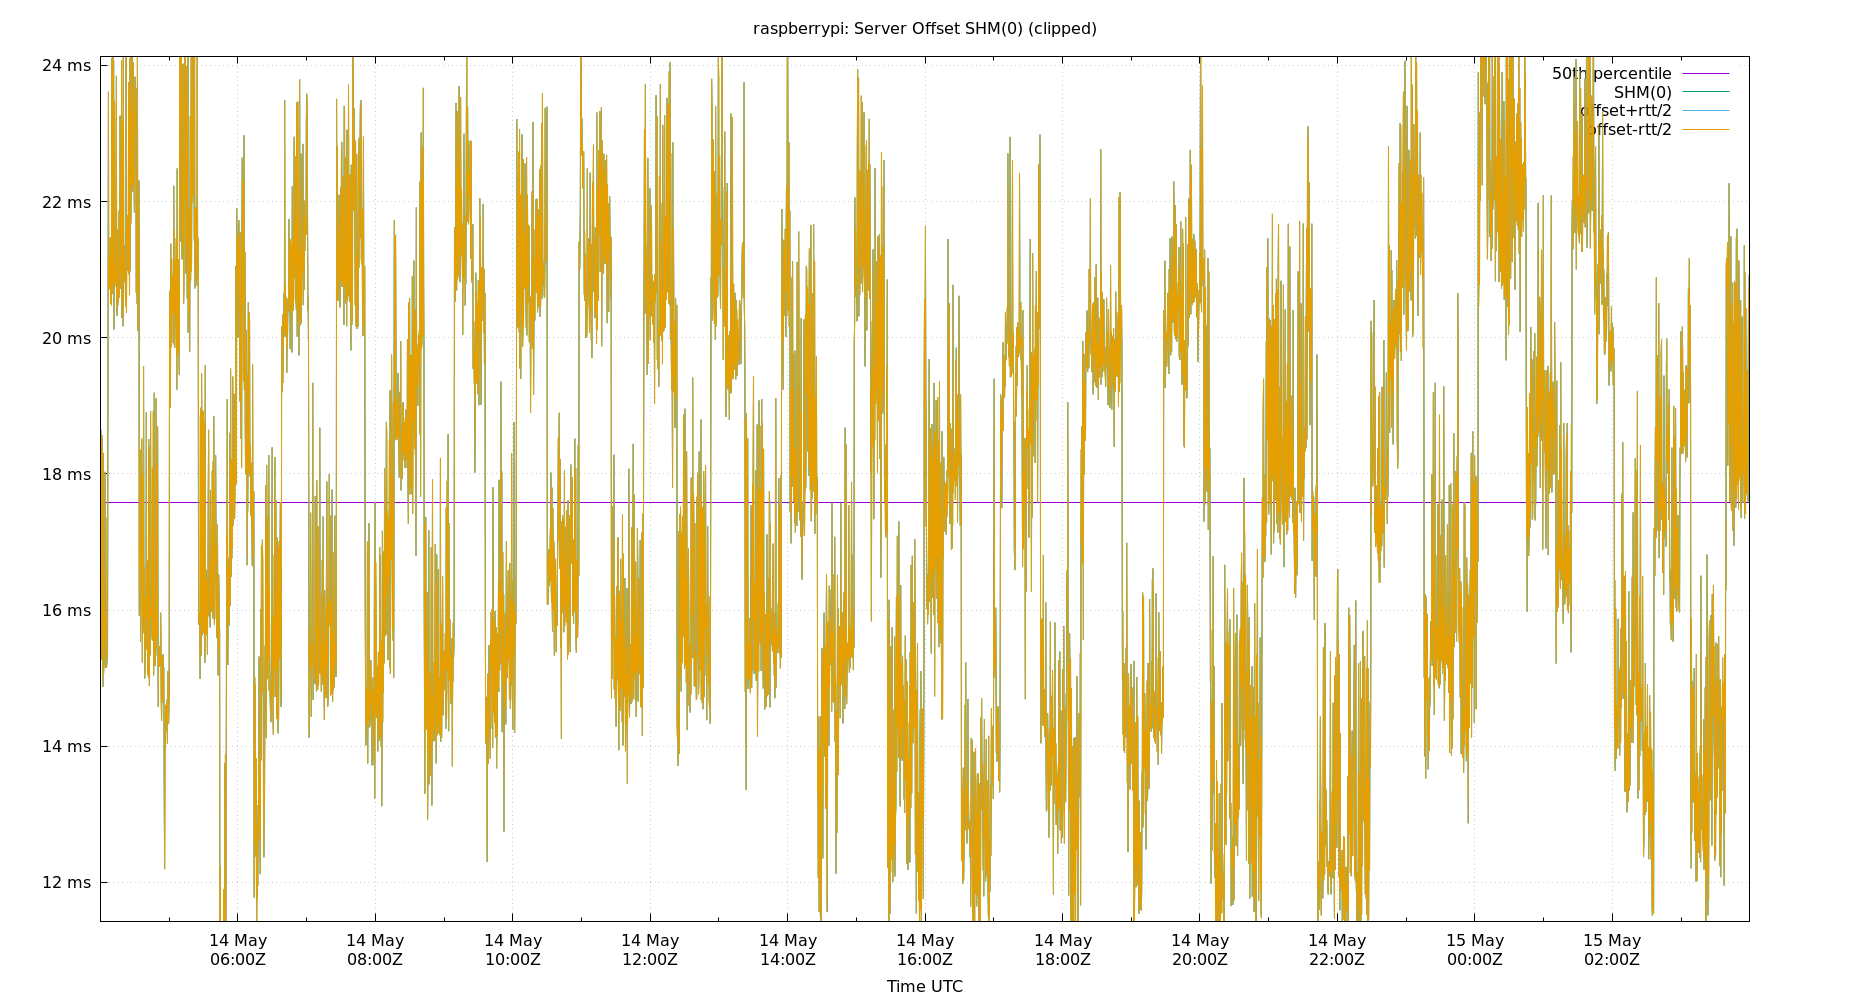 raspberrypi: Server Offset SHM(0) (clipped)
24 ms
22 ms
20 ms
18 ms
16 ms
14 ms
12 ms
50th percentile
SHM(0)
offset+rtt/2
offset-rtt/2
14 May 14 May 14 May 14 May 14 May 14 May 14 May 14 May 14 May 15 May 15 May
06:00Z 08:00Z 10:00Z 12:00Z 14:00Z 16:00Z 18:00Z 20:00Z 22:00Z 00:00Z 02:00Z
Time UTC